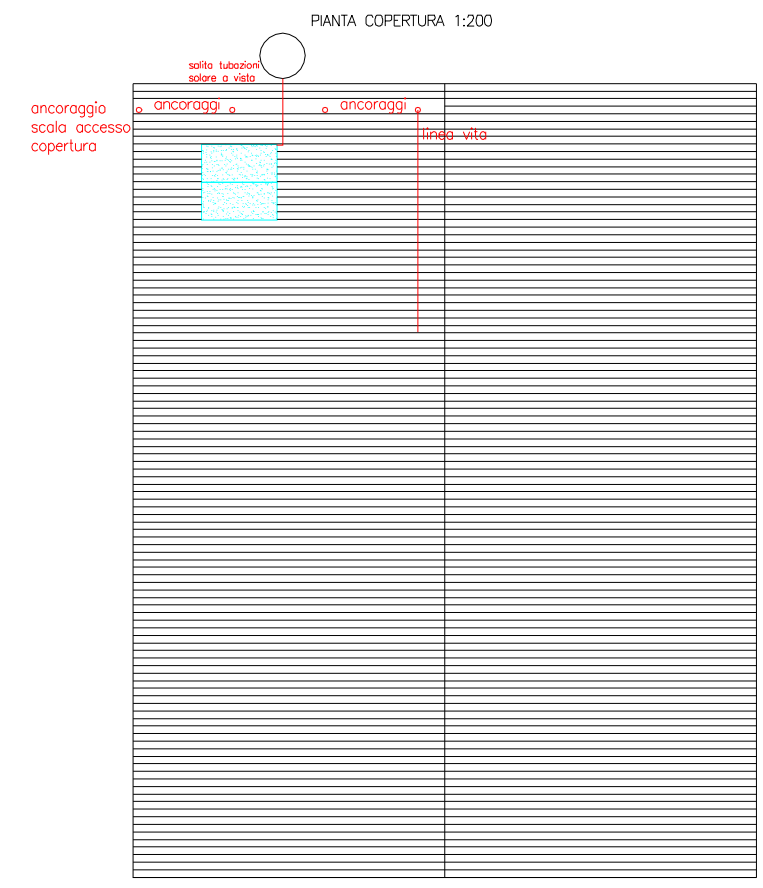 PIANTA COPERTURA 1:200
salita tubazioni
solare a vista
ancoraggio
scala accesso
copertura
ancoraggi
ancoraggi
linea vita